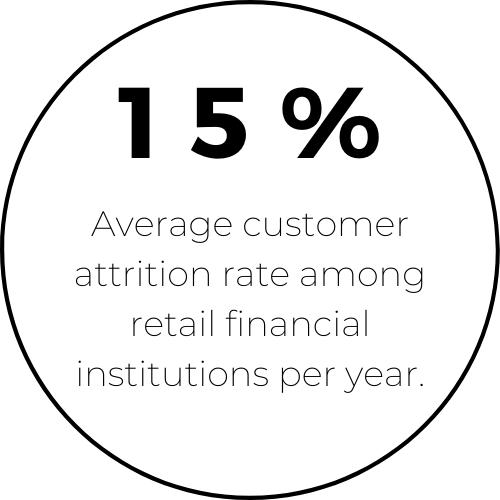 15%
Average customer
attrition rate among
retail financial
institutions per year.